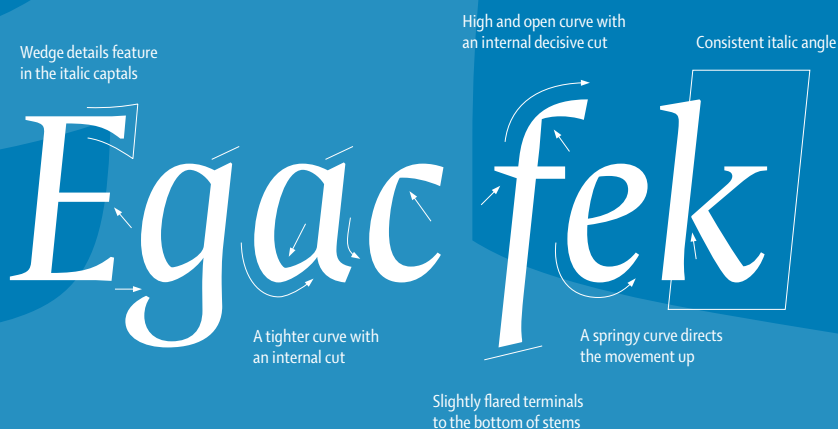 High and open curve with
an internal decisive cut
Wedge details feature
in the italic captals
Consistent italic angle
Egac fek
A tighter curve with
an internal cut
A springy curve directs
the movement up
Slightly flared terminals
to the bottom of stems